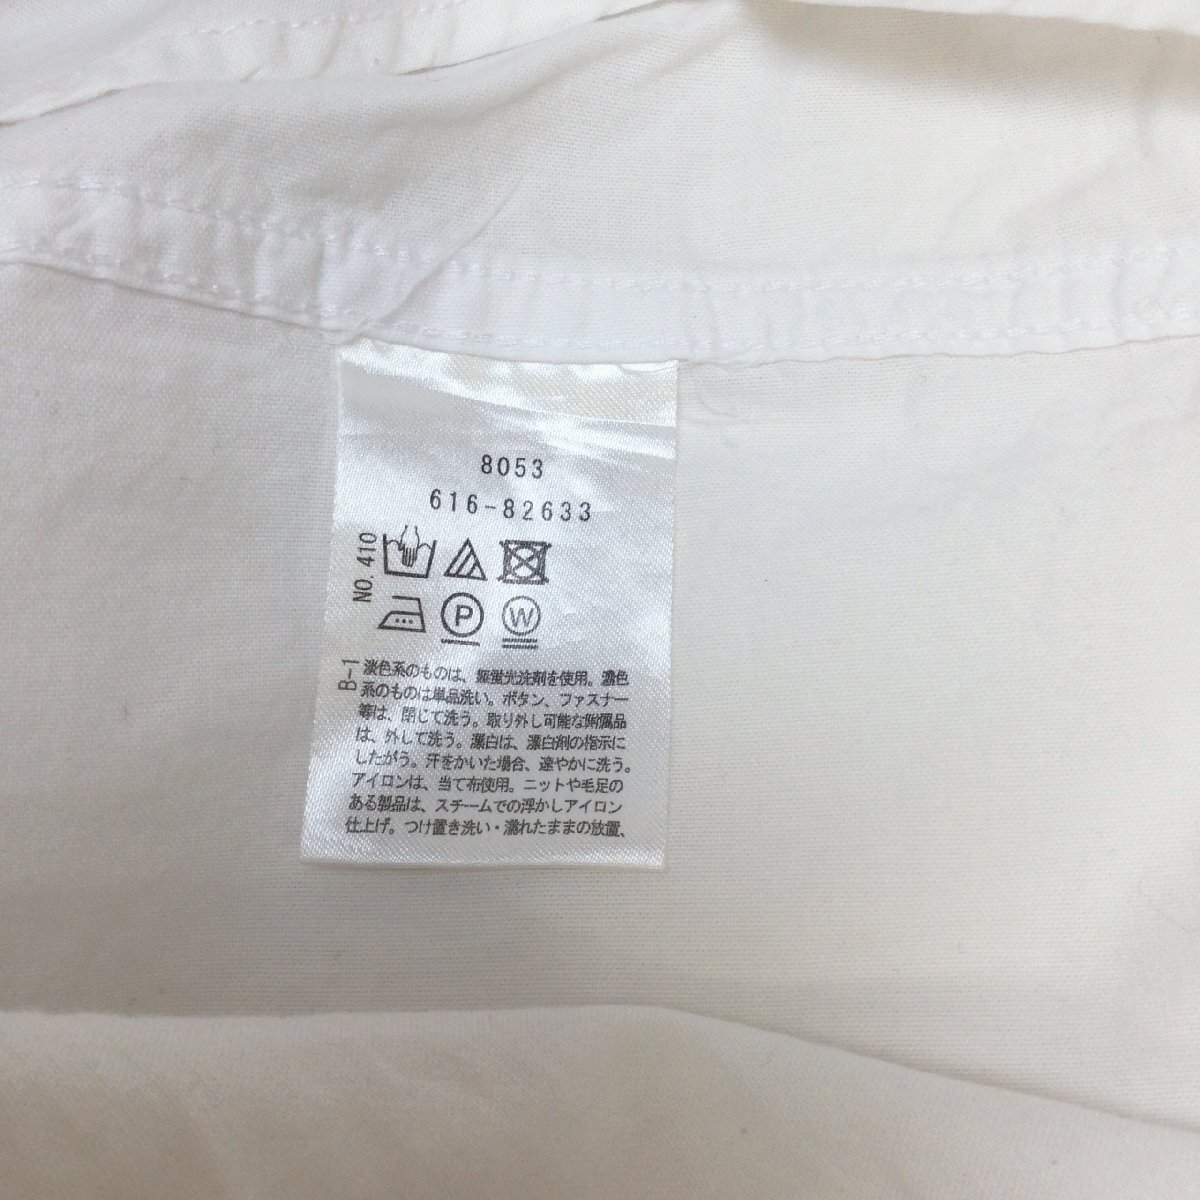 8053
616-82633
NO. 410
P
W
B-1
淡色系のものは、無蛍光洗剤を使用。濃色
系のものは単品洗い。ボタン、ファスナー
等は、閉じて洗う。取り外し可能な附属品
は、外して洗う。漂白は、漂白剤の指示に
したがう。汗をかいた場合、速やかに洗う。
アイロンは、当て布使用。ニットや毛足の
ある製品は、スチームでの浮かしアイロン
仕上げ。つけ置き洗い・濡れたままの放置、